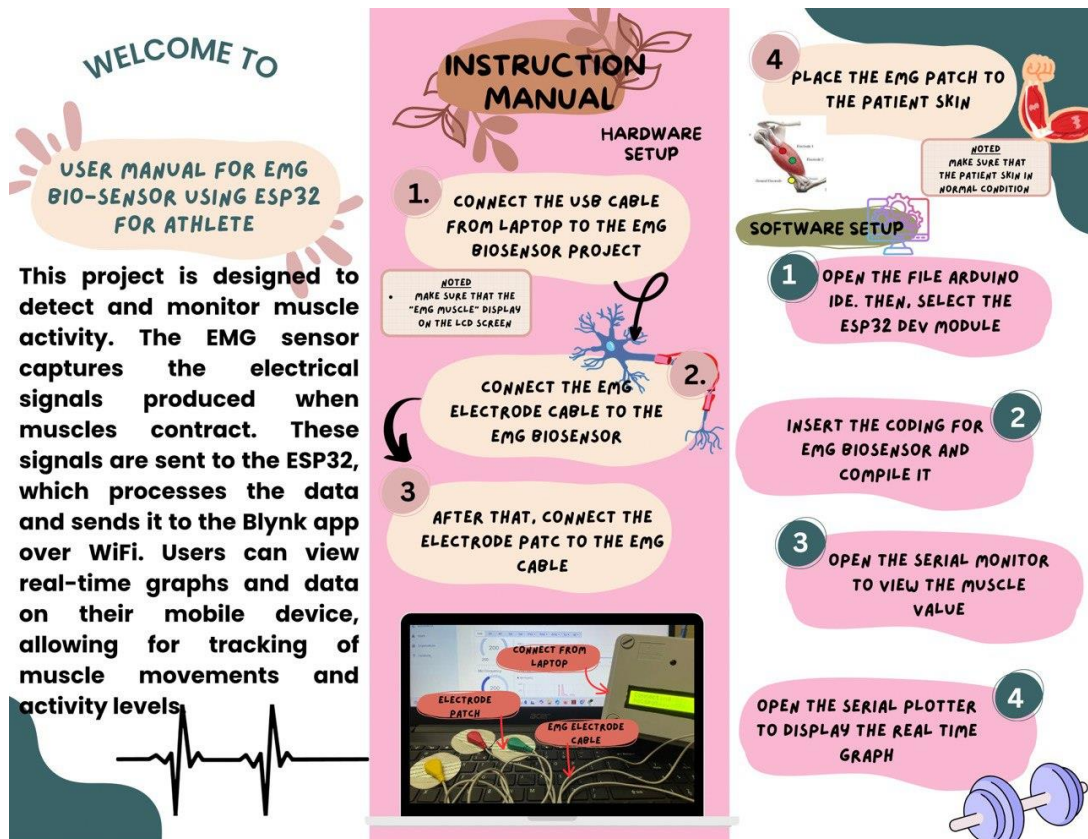 WELCOME TO
USER MANUAL FOR EMG
BIO-SENSOR USING ESP32
FOR ATHLETE
This project is designed to
detect and monitor muscle
activity. The EMG sensor
captures the electrical
signals produced when
muscles contract. These
signals are sent to the ESP32,
which processes the data
and sends it to the Blynk app
over WiFi. Users can view
real-time graphs and data
on their mobile device,
allowing for tracking of
muscle movements and
activity levels.
INSTRUCTION
MANUAL
HARDWARE
SETUP
1.
CONNECT THE USB CABLE
FROM LAPTOP TO THE EMG
BIOSENSOR PROJECT
NOTED
• MAKE SURE THAT THE
"EMG MUSCLE" DISPLAY
ON THE LCD SCREEN
2.
CONNECT THE EMG
ELECTRODE CABLE TO THE
EMG BIOSENSOR
3
AFTER THAT, CONNECT THE
ELECTRODE PATC TO THE EMG
CABLE
CONNECT FROM
LAPTOP
ELECTRODE
PATCH
EMG ELECTRODE
CABLE
200
acer
4
PLACE THE EMG PATCH TO
THE PATIENT SKIN
Electrode 1
Electrode 2
NOTED
MAKE SURE THAT
THE PATIENT SKIN IN
NORMAL CONDITION
SOFTWARE SETUP
1
OPEN THE FILE ARDUINO
IDE. THEN, SELECT THE
ESP32 DEV MODULE
2
INSERT THE CODING FOR
EMG BIOSENSOR AND
COMPILE IT
3
OPEN THE SERIAL MONITOR
TO VIEW THE MUSCLE
VALUE
4
OPEN THE SERIAL PLOTTER
TO DISPLAY THE REAL TIME
GRAPH